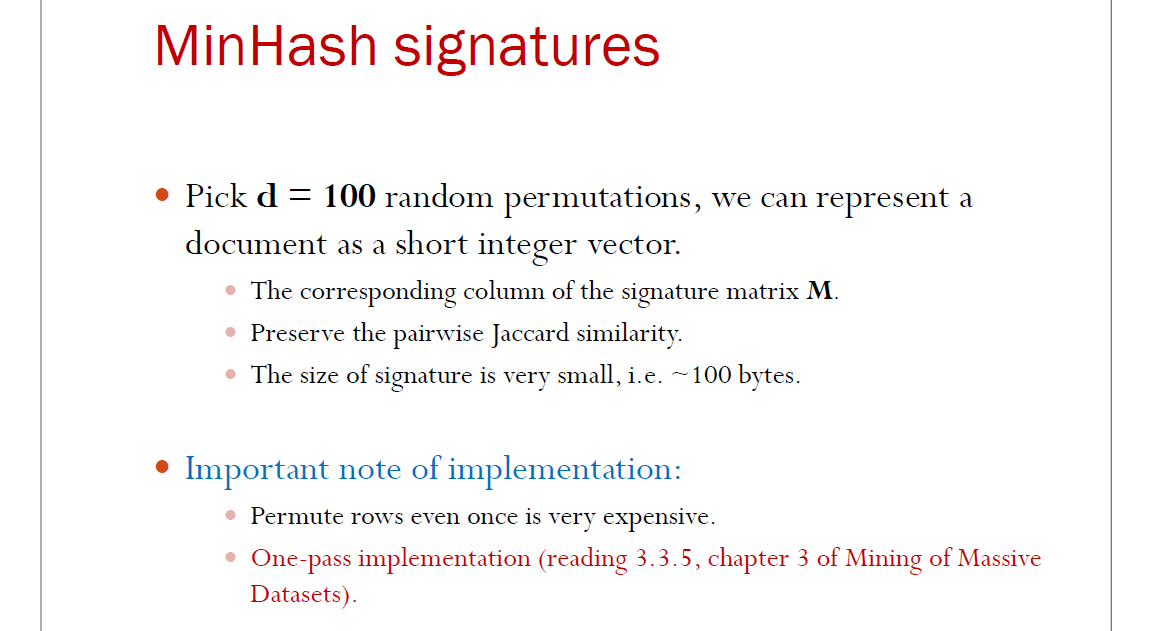 MinHash signatures
• Pick d = 100 random permutations, we can represent a
document as a short integer vector.
• The corresponding column of the signature matrix M.
• Preserve the pairwise Jaccard similarity.
• The size of signature is very small, i.e. ~100 bytes.
• Important note of implementation:
• Permute rows even once is very expensive.
• One-pass implementation (reading 3.3.5, chapter 3 of Mining of Massive
Datasets).